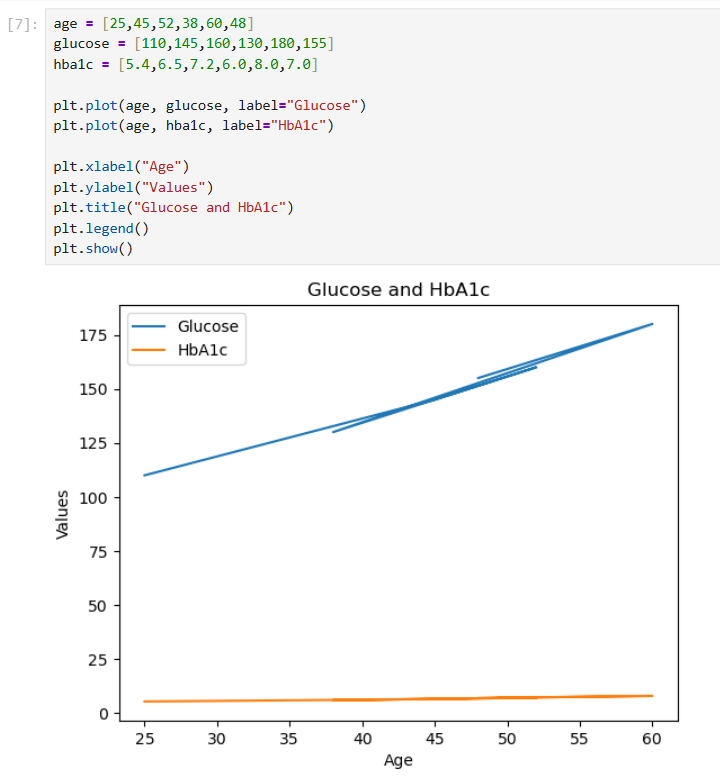 [7]: age = [25,45,52,38,60,48]
glucose = [110,145,160,130,180,155]
hba1c = [5.4,6.5,7.2,6.0,8.0,7.0]
plt.plot(age, glucose, label="Glucose")
plt.plot(age, hba1c, label="HbA1c")
plt.xlabel("Age")
plt.ylabel("Values")
plt.title("Glucose and HbA1c")
plt.legend()
plt.show()
Glucose and HbA1c
Glucose
HbA1c
175
150
125
100
75
50
25
0
Values
25 30 35 40 45 50 55 60
Age